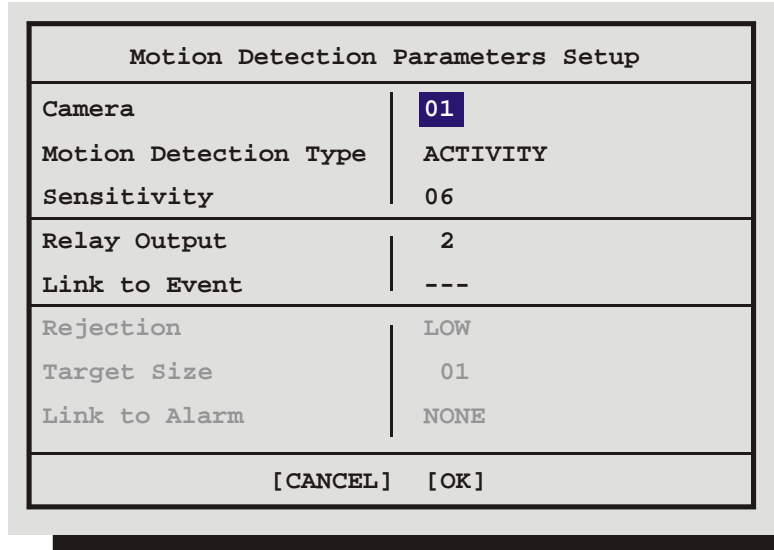 Motion Detection Parameters Setup
Camera 01
Motion Detection Type ACTIVITY
Sensitivity 06
Relay Output 2
Link to Event ---
Rejection LOW
Target Size 01
Link to Alarm NONE
[CANCEL] [OK]